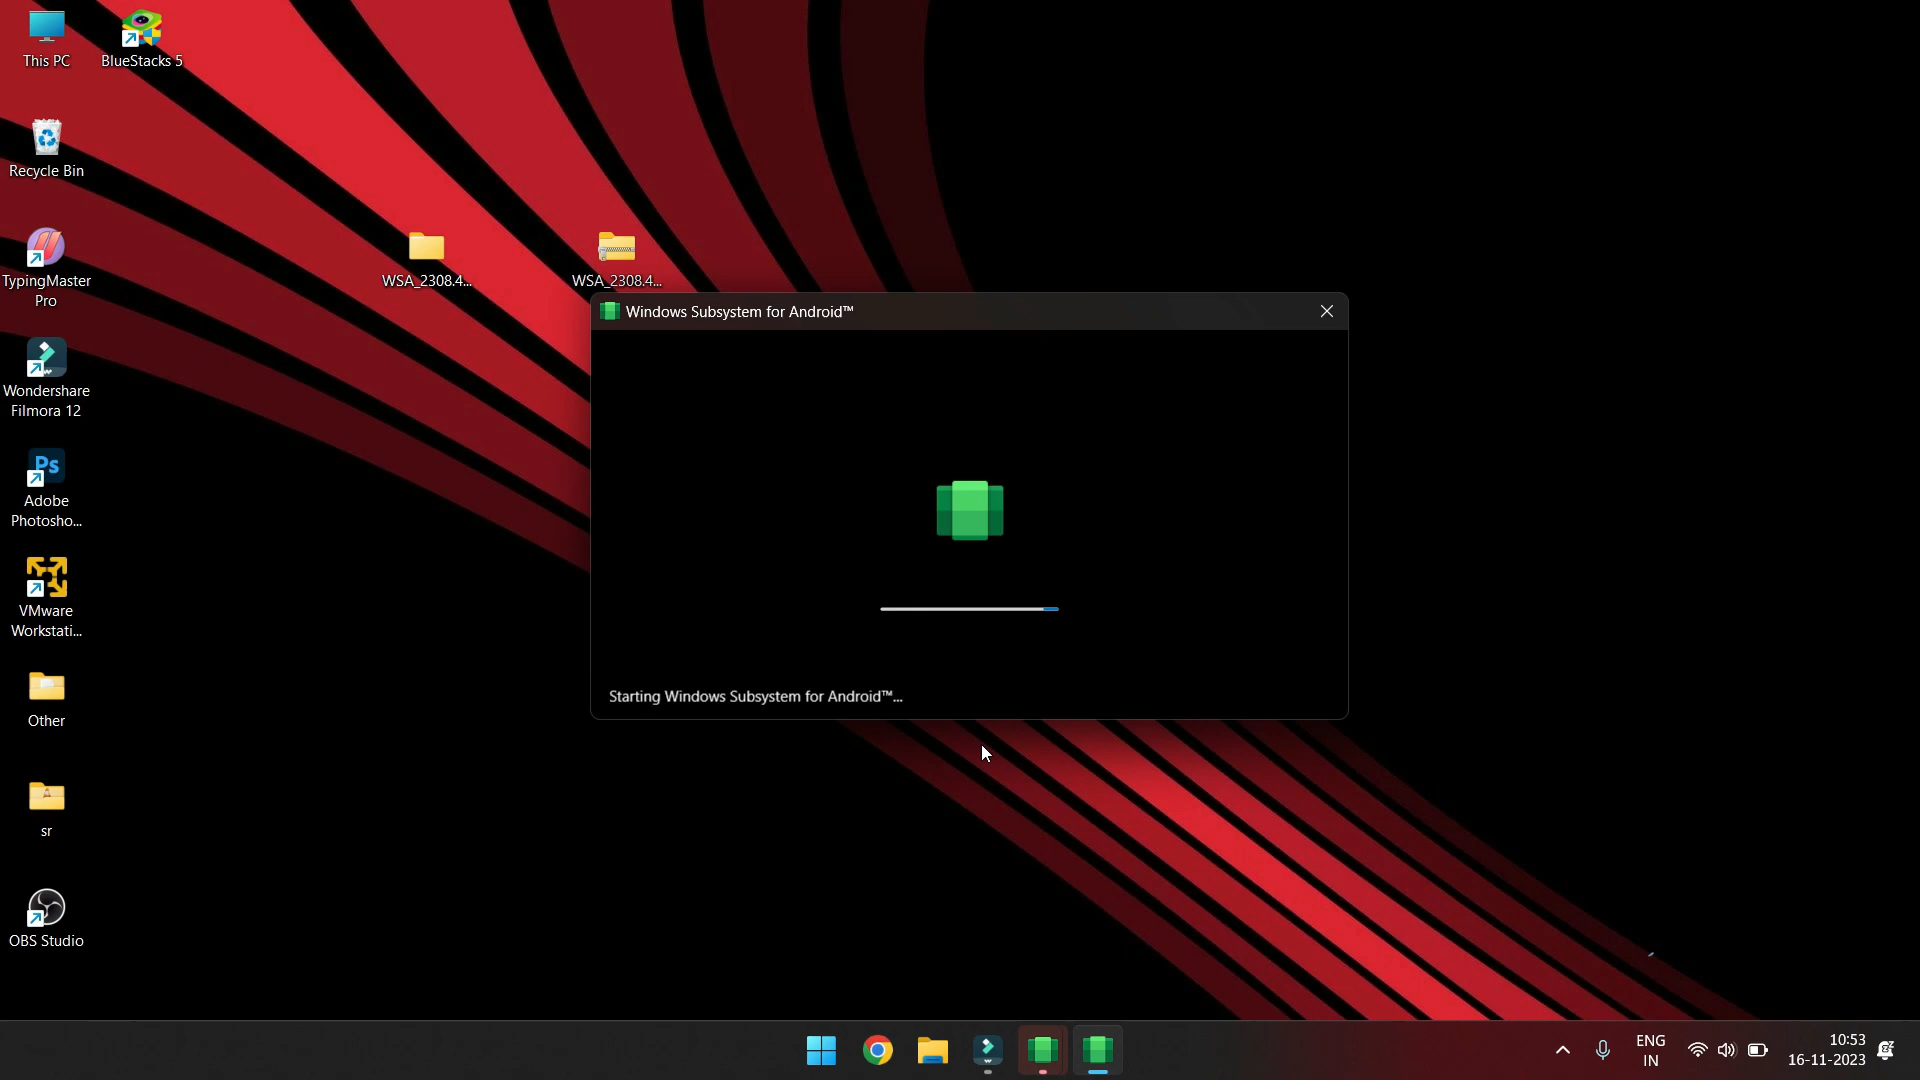 This PC
BlueStacks 5
Recycle Bin
TypingMaster
Pro
WSA_2308.4...
WSA_2308.4...
Windows Subsystem for Android™
Wondershare
Filmora 12
Ps
Adobe
Photosho...
VMware
Workstati...
Starting Windows Subsystem for Android™...
Other
sr
OBS Studio
ENG
IN
10:53
16-11-2023